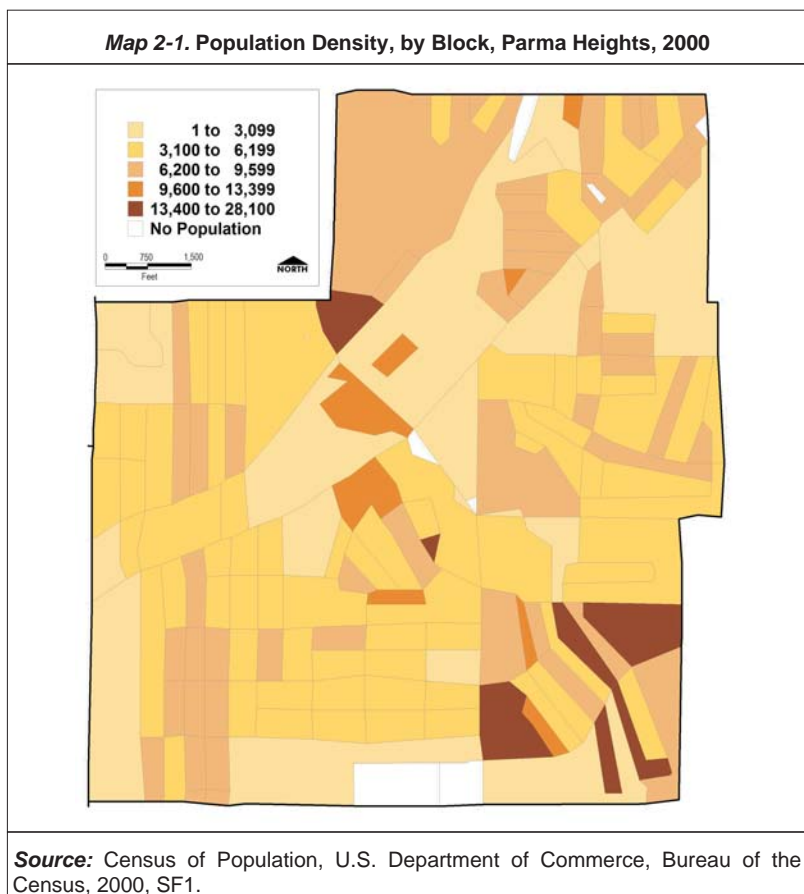 Map 2-1. Population Density, by Block, Parma Heights, 2000
1 to 3,099
3,100 to 6,199
6,200 to 9,599
9,600 to 13,399
13,400 to 28,100
No Population
0 750 1,500
Feet
NORTH
Source: Census of Population, U.S. Department of Commerce, Bureau of the
Census, 2000, SF1.